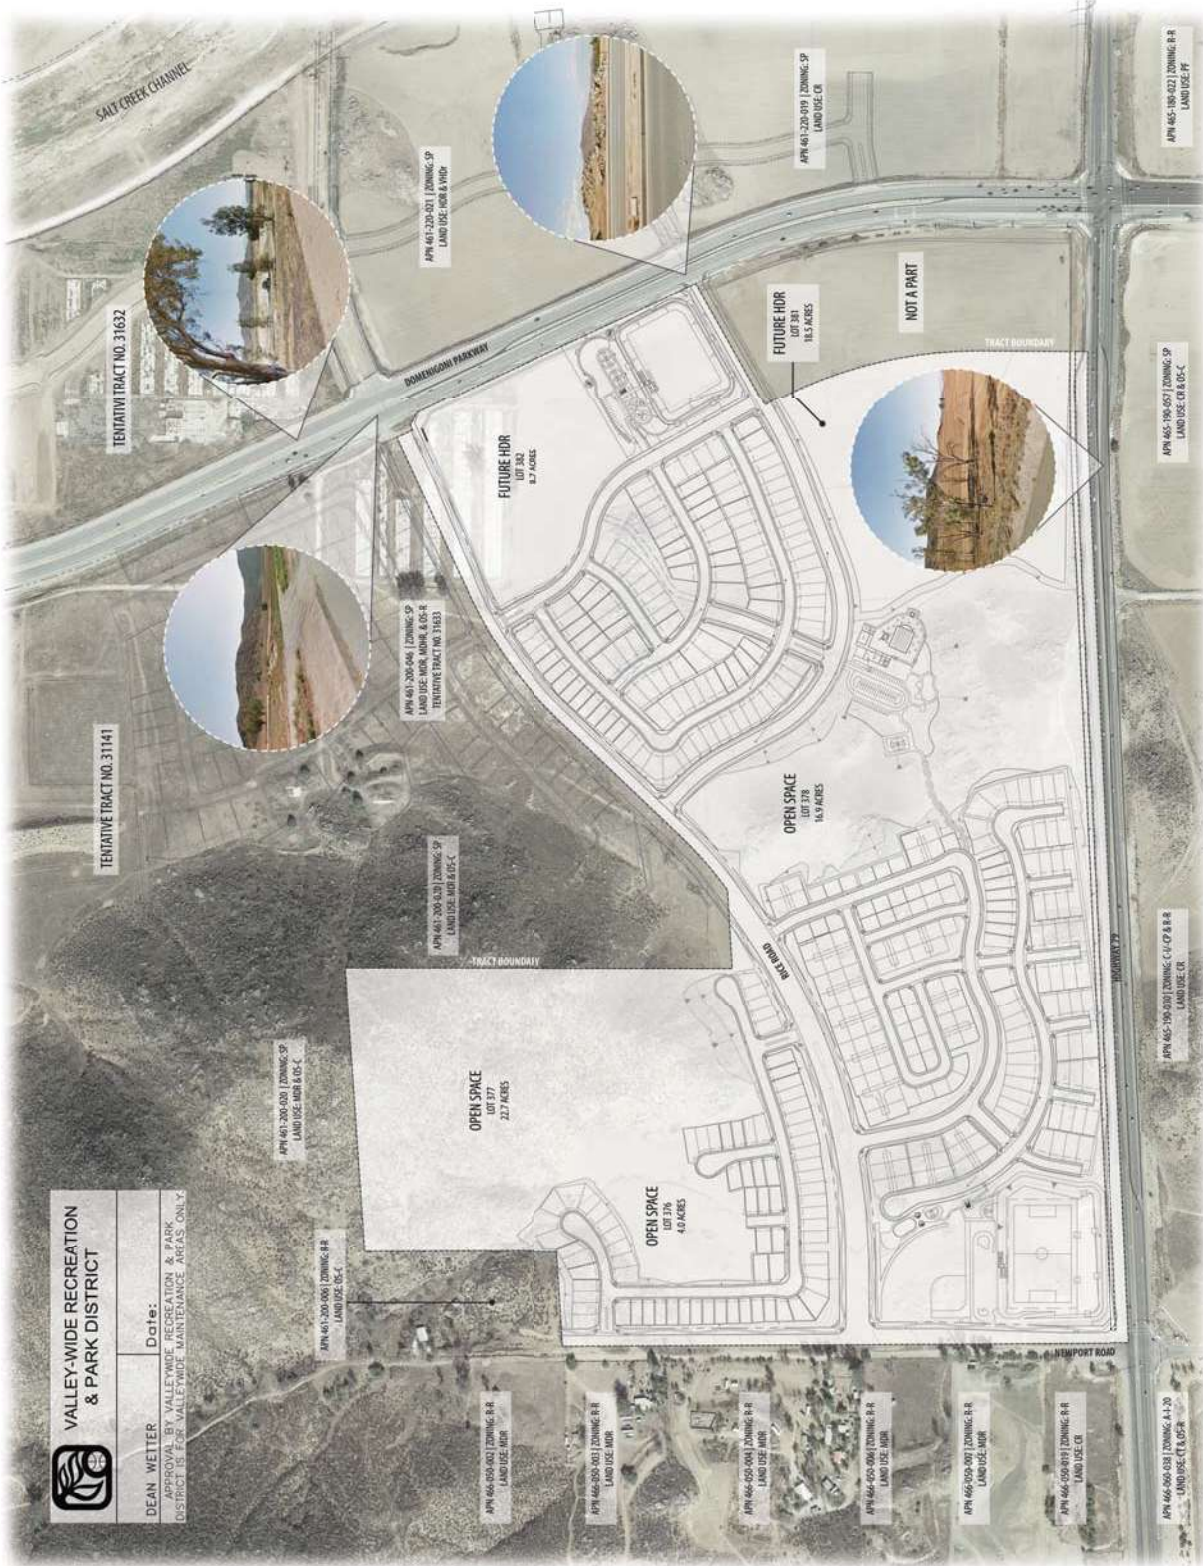 VALLEY-WIDE RECREATION
& PARK DISTRICT
DEAN WETTER
Date:
APPROVAL BY VALLEYWIDE RECREATION & PARK
DISTRICT IS FOR VALLEYWIDE MAINTENANCE AREAS ONLY.
TENTATIVE TRACT NO. 31141
TENTATIVE TRACT NO. 31632
SALT CREEK CHANNEL
APN 461-200-006 | ZONING: R-R
LAND USE: OS-C
APN 461-200-020 | ZONING: SP
LAND USE: MDR & OS-C
LAND USE: MDR & OS-C
APN 461-200-046 | ZONING: SP
LAND USE: MDR, MDHR, & OS-R
TENTATIVE TRACT NO. 31633
APN 461-220-021 | ZONING: SP
LAND USE: HDR & VHDR
DOMENIGONI PARKWAY
TRACT BOUNDARY
OPEN SPACE
LOT 377
22.7 ACRES
FUTURE HDR
LOT 382
OPEN SPACE
LOT 376
4.0 ACRES
RICE ROAD
OPEN SPACE
LOT 378
16.9 ACRES
FUTURE HDR
LOT 381
18.5 ACRES
APN 461-220-019 | ZONING: SP
LAND USE: CR
NOT A PART
TRACT BOUNDARY
APN 466-050-002 | ZONING: R-R
LAND USE: MDR
APN 466-050-003 | ZONING: R-R
LAND USE: MDR
APN 466-050-004 | ZONING: R-R
LAND USE: MDR
APN 466-050-006 | ZONING: R-R
LAND USE: MDR
APN 466-050-007 | ZONING: R-R
LAND USE: MDR
APN 466-050-019 | ZONING: R-R
LAND USE: CR
NEWPORT ROAD
HIGHWAY 79
APN 466-060-038 | ZONING: A-1-20
LAND USE: CT & OS-R
APN 465-190-030 | ZONING: C-1/C-P & R-R
LAND USE: CR
APN 465-190-057 | ZONING: SP
LAND USE: CR & OS-C
APN 465-180-022 | ZONING: R-R
LAND USE: PF